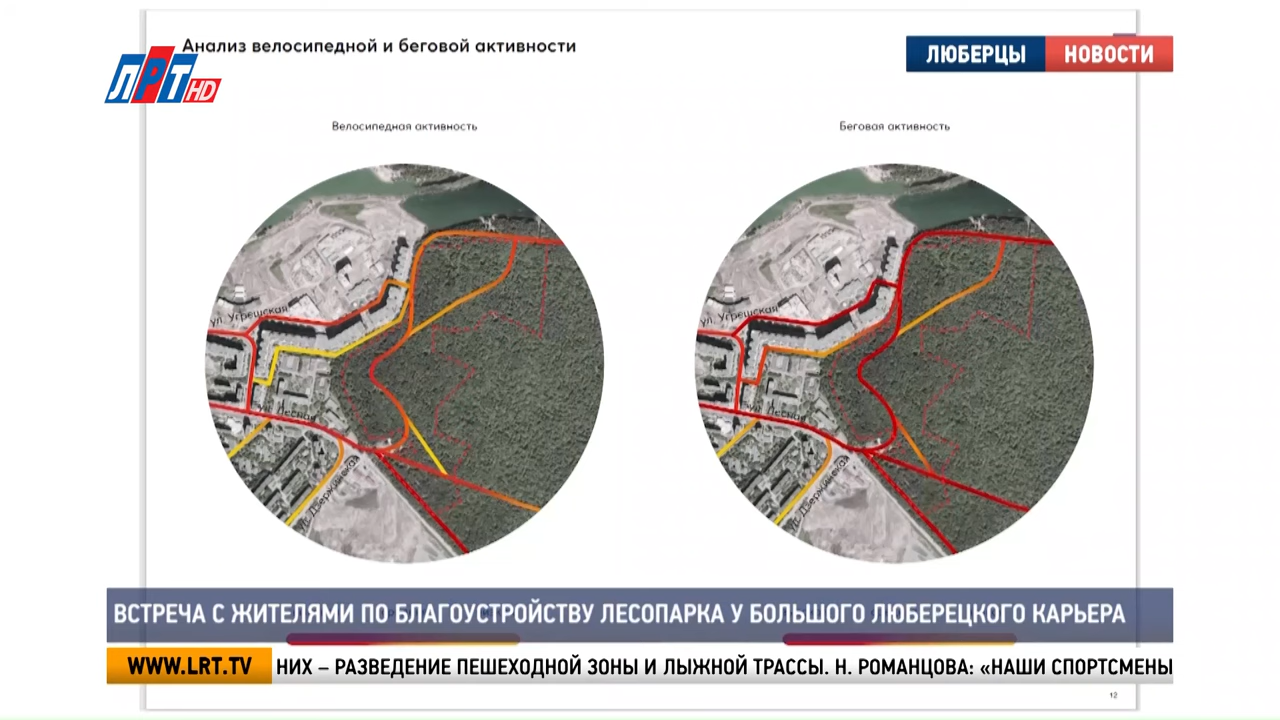 Анализ велосипедной и беговой активности
ЛРТ HD
ЛЮБЕРЦЫ НОВОСТИ
Велосипедная активность
Беговая активность
ул. Угрешская
ул. Угрешская
ул. Лесная
ул. Лесная
ул. Дзержинская
ул. Дзержинская
ВСТРЕЧА С ЖИТЕЛЯМИ ПО БЛАГОУСТРОЙСТВУ ЛЕСОПАРКА У БОЛЬШОГО ЛЮБЕРЕЦКОГО КАРЬЕРА
WWW.LRT.TV НИХ – РАЗВЕДЕНИЕ ПЕШЕХОДНОЙ ЗОНЫ И ЛЫЖНОЙ ТРАССЫ. Н. РОМАНЦОВА: «НАШИ СПОРТСМЕНЫ
12